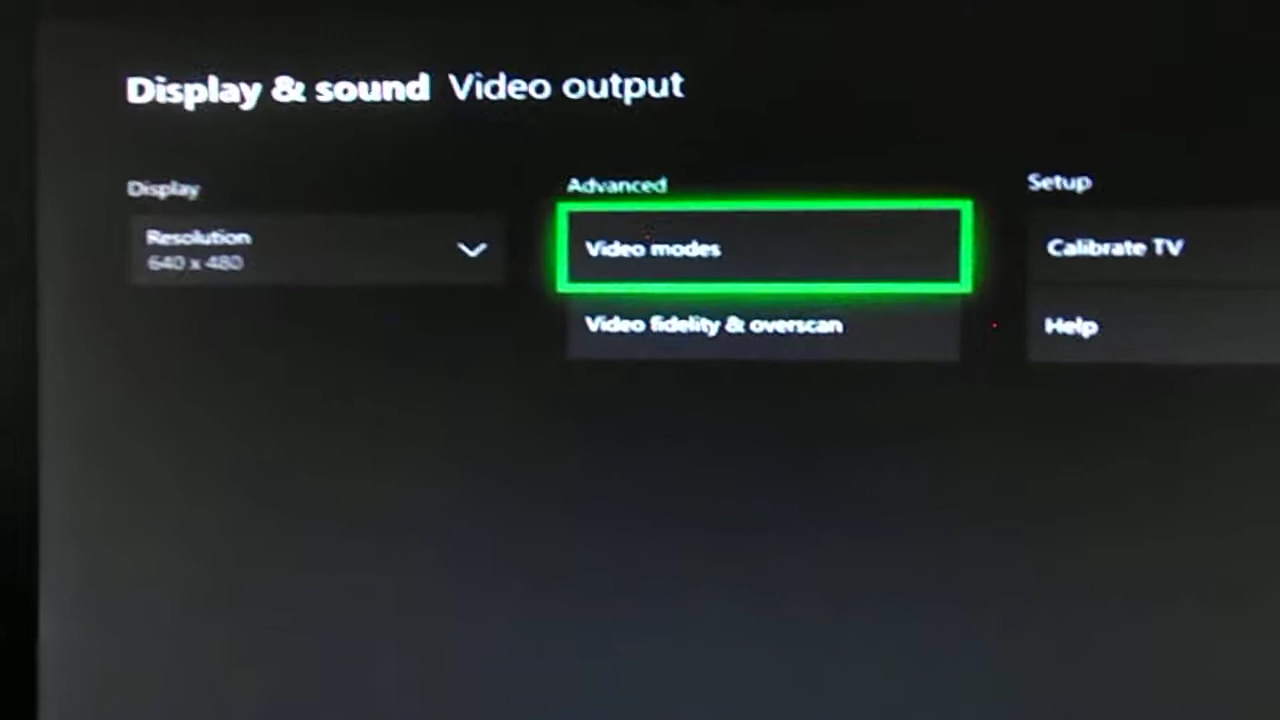 Display & sound Video output
Display
Resolution
640 x 480
Advanced
Video modes
Video fidelity & overscan
Setup
Calibrate TV
Help